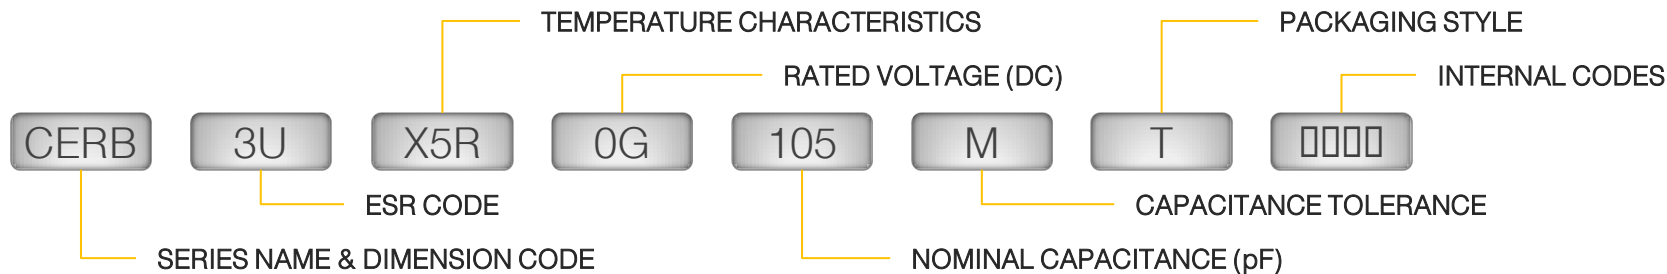 TEMPERATURE CHARACTERISTICS
PACKAGING STYLE
RATED VOLTAGE (DC)
INTERNAL CODES
CERB 3U X5R 0G 105 M T □□□□
ESR CODE
CAPACITANCE TOLERANCE
SERIES NAME & DIMENSION CODE
NOMINAL CAPACITANCE (pF)